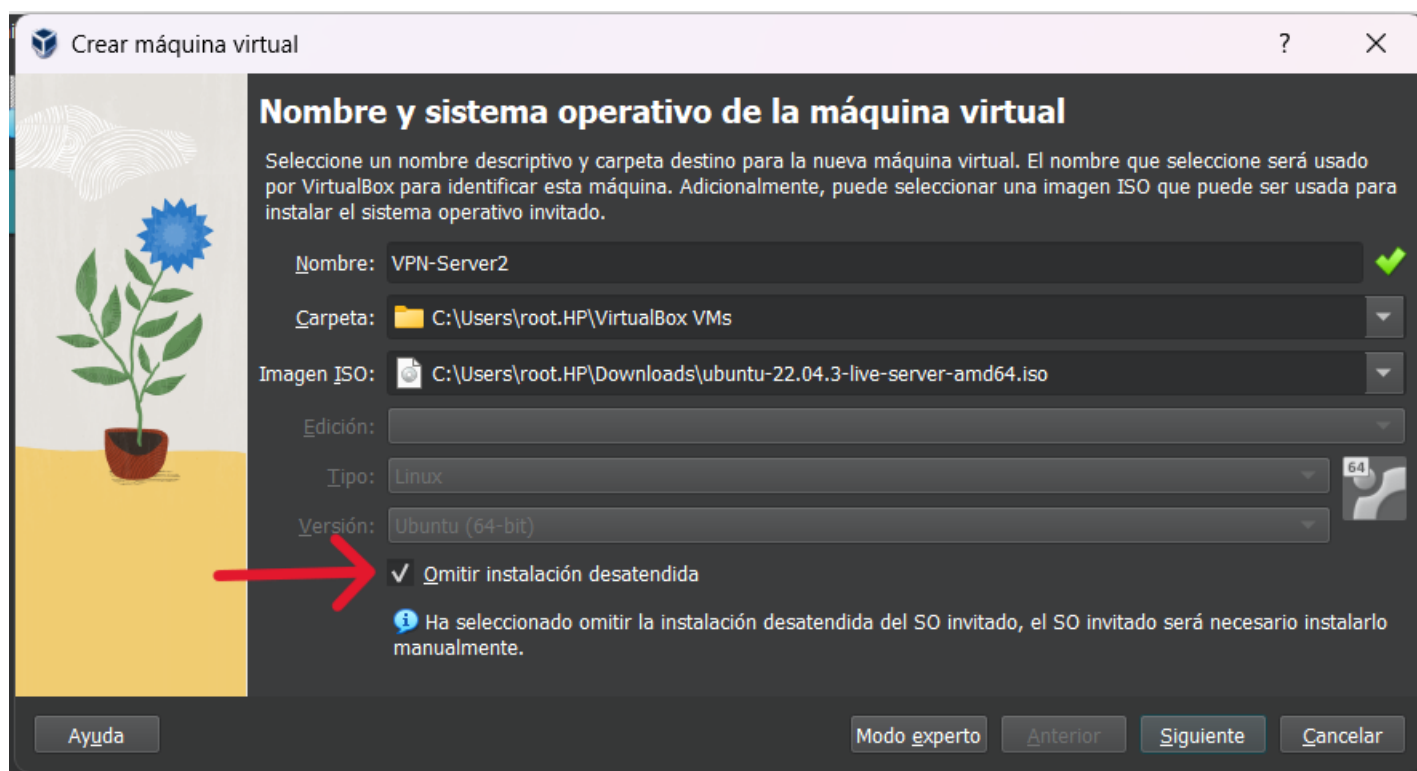 Crear máquina virtual
?
Nombre y sistema operativo de la máquina virtual
Seleccione un nombre descriptivo y carpeta destino para la nueva máquina virtual. El nombre que seleccione será usado
por VirtualBox para identificar esta máquina. Adicionalmente, puede seleccionar una imagen ISO que puede ser usada para
instalar el sistema operativo invitado.
Nombre: VPN-Server2
Carpeta: C:\Users\root.HP\VirtualBox VMs
Imagen ISO: C:\Users\root.HP\Downloads\ubuntu-22.04.3-live-server-amd64.iso
Edición:
Tipo: Linux 64
Versión: Ubuntu (64-bit)
Omitir instalación desatendida
Ha seleccionado omitir la instalación desatendida del SO invitado, el SO invitado será necesario instalarlo
manualmente.
Ayuda Modo experto Anterior Siguiente Cancelar